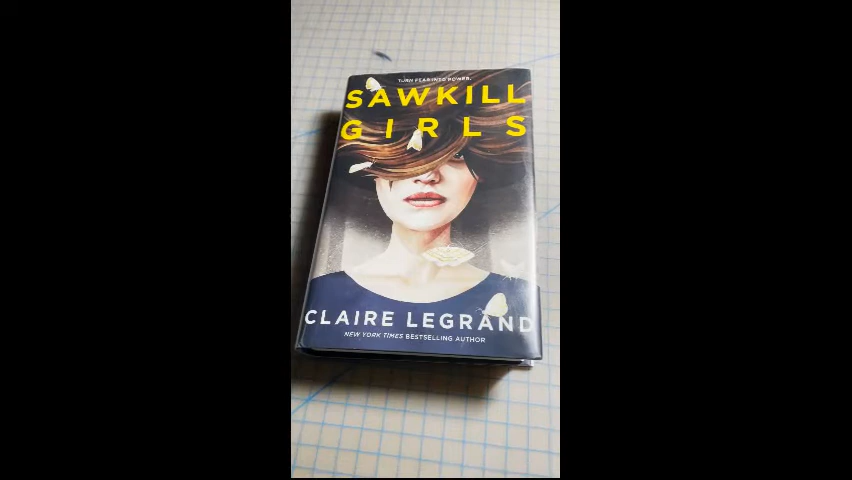 TURN FEAR INTO POWER.
SAWKILL
GIRLS
CLAIRE LEGRAND
NEW YORK TIMES BESTSELLING AUTHOR